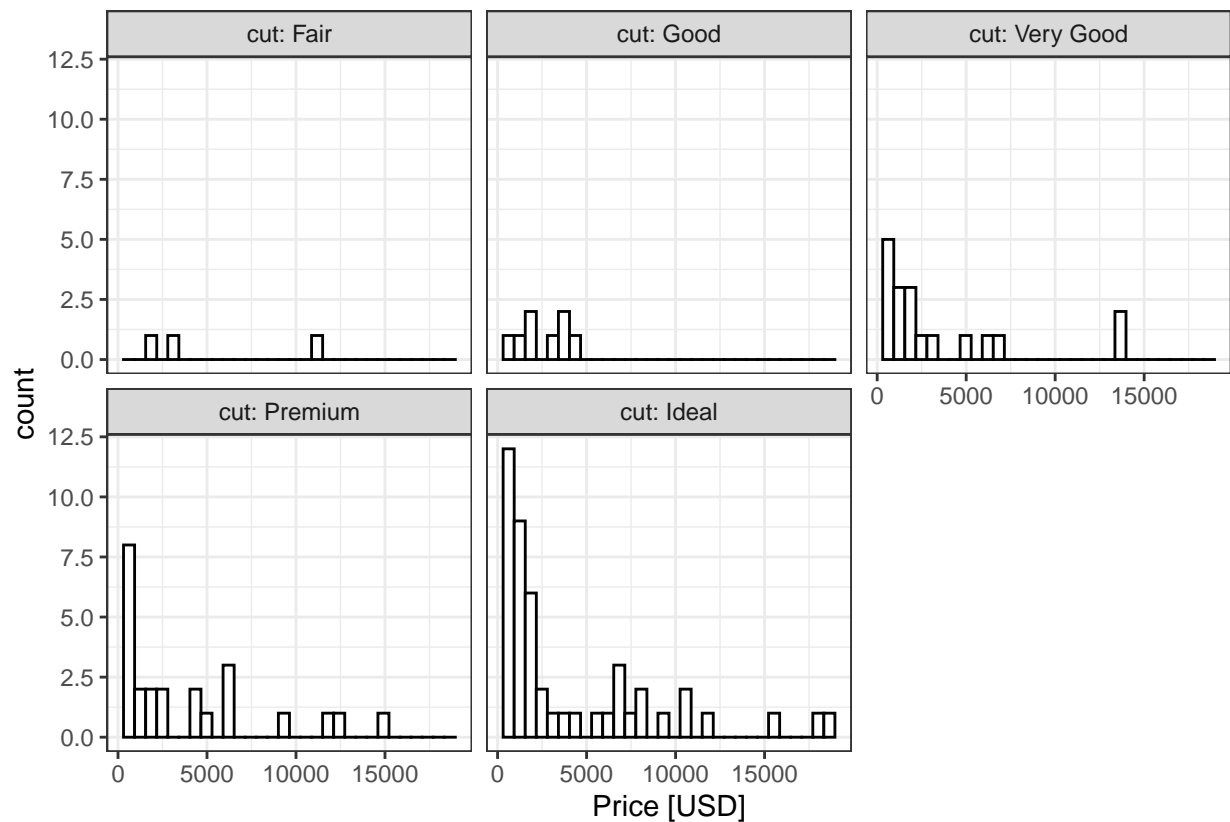 cut: Fair
cut: Good
cut: Very Good
12.5
10.0
7.5
5.0
2.5
0.0
0 5000 10000 15000
count
cut: Premium
cut: Ideal
12.5
10.0
7.5
5.0
2.5
0.0
0 5000 10000 15000
0 5000 10000 15000
Price [USD]